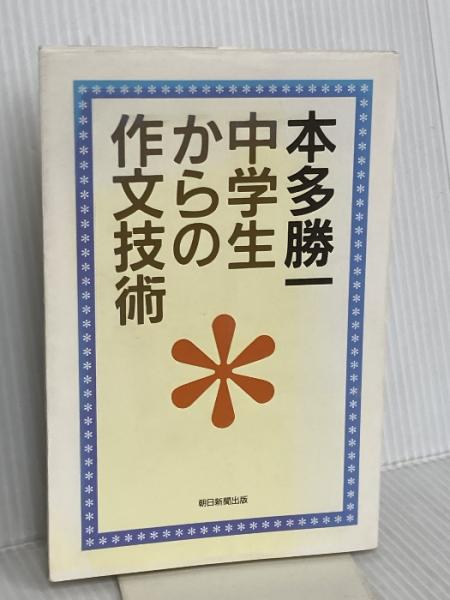 本多勝一
中学生
からの
作文技術
朝日新聞出版